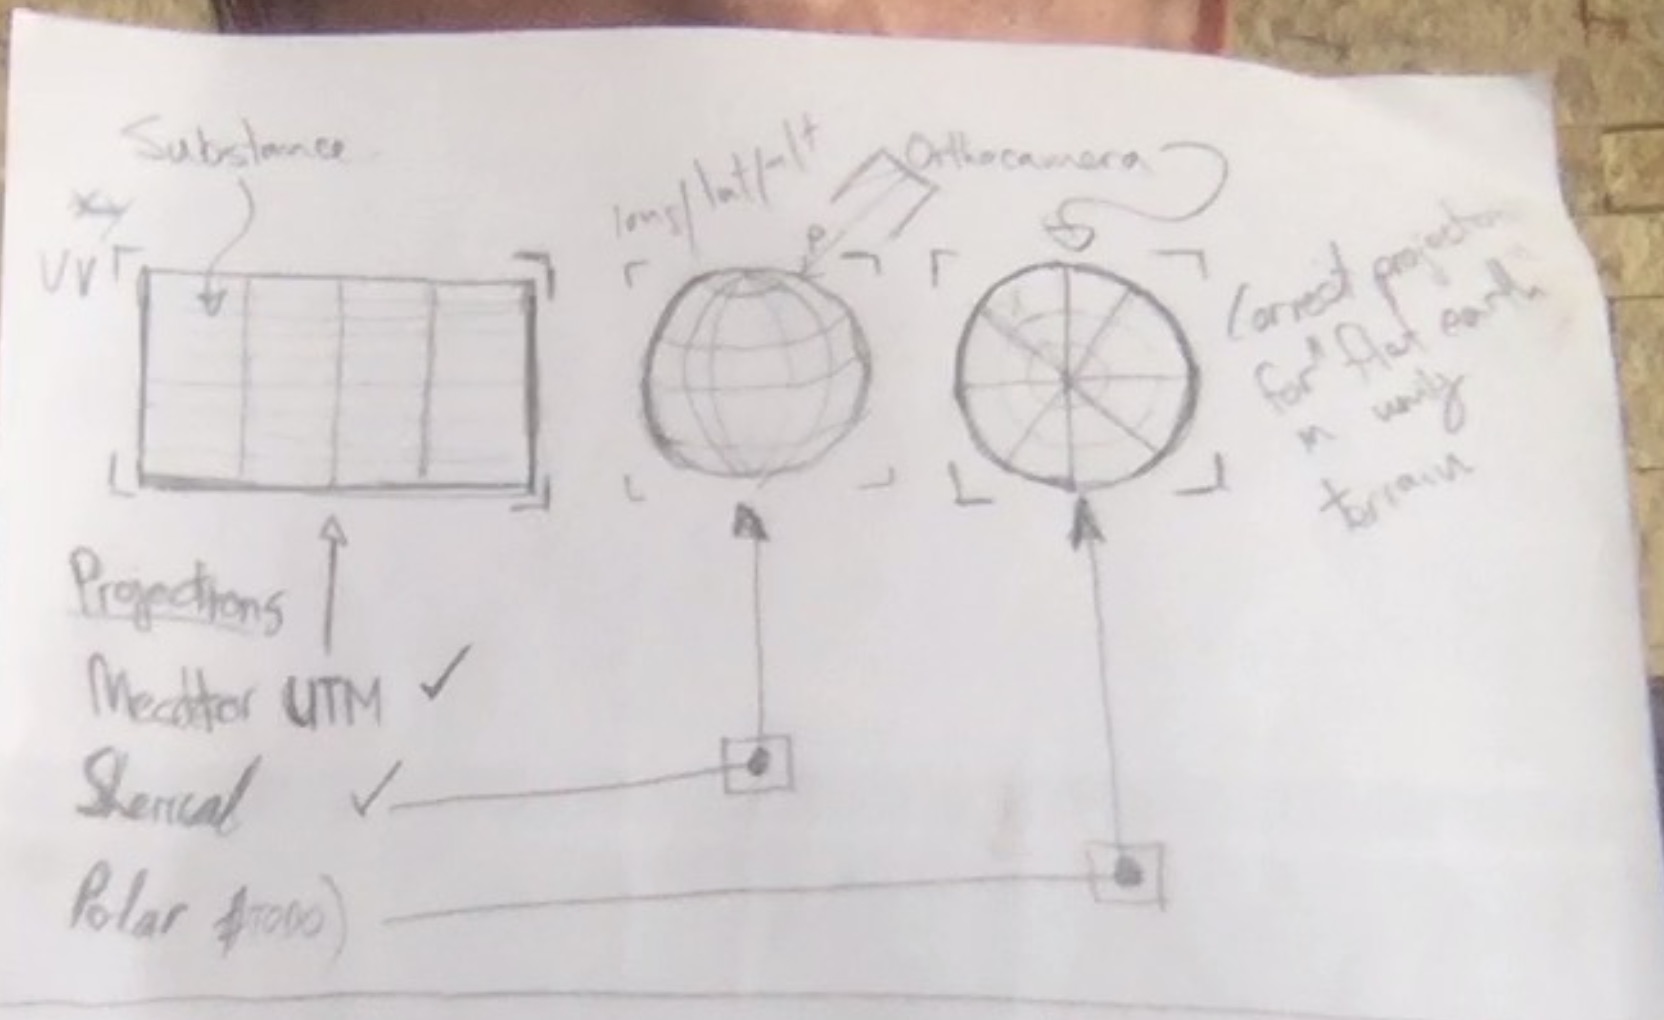 Substance
long/lat/alt
Orthocamera
xy
UV
Correct projection
for "flat earth"
in unity
terrain
Projections
UTM ✓
Sherical ✓
Polar (TODO)